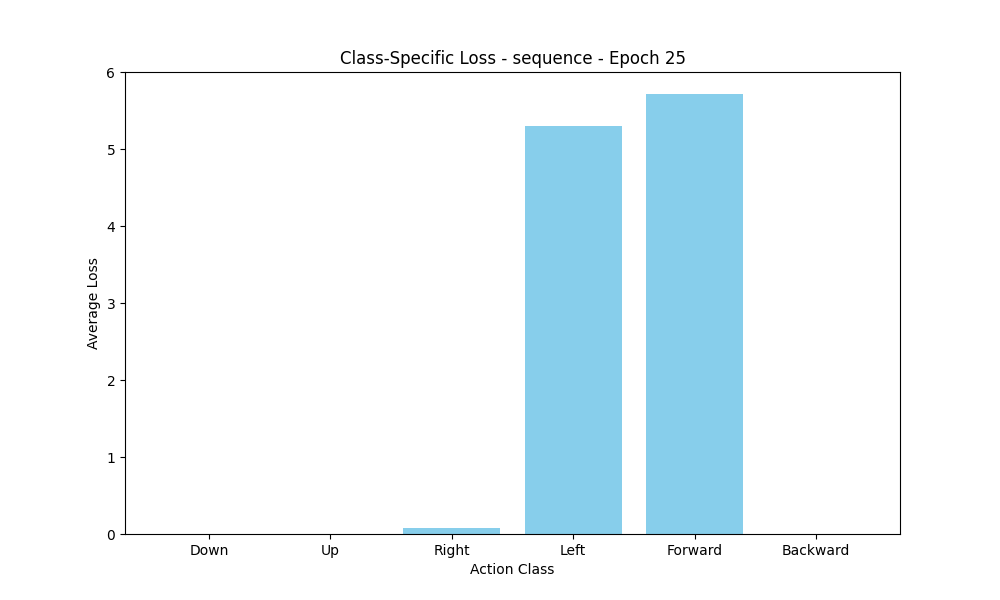 Class-Specific Loss - sequence - Epoch 25
6
5
4
3
2
1
0
Average Loss
Down Up Right Left Forward Backward
Action Class